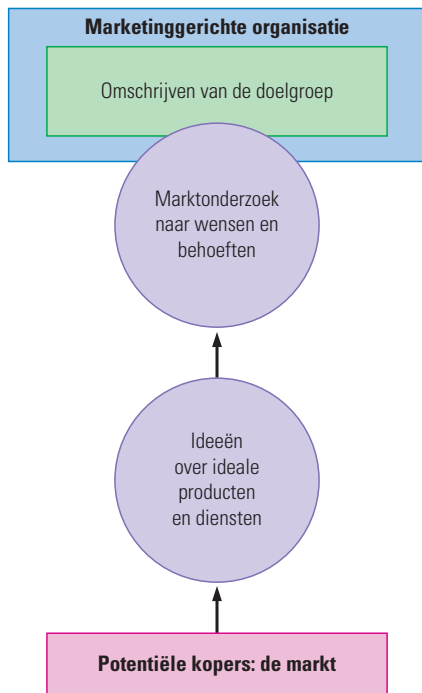 Marketinggerichte organisatie
Omschrijven van de doelgroep
Marktonderzoek
naar wensen en
behoeften
Ideeën
over ideale
producten
en diensten
Potentiële kopers: de markt